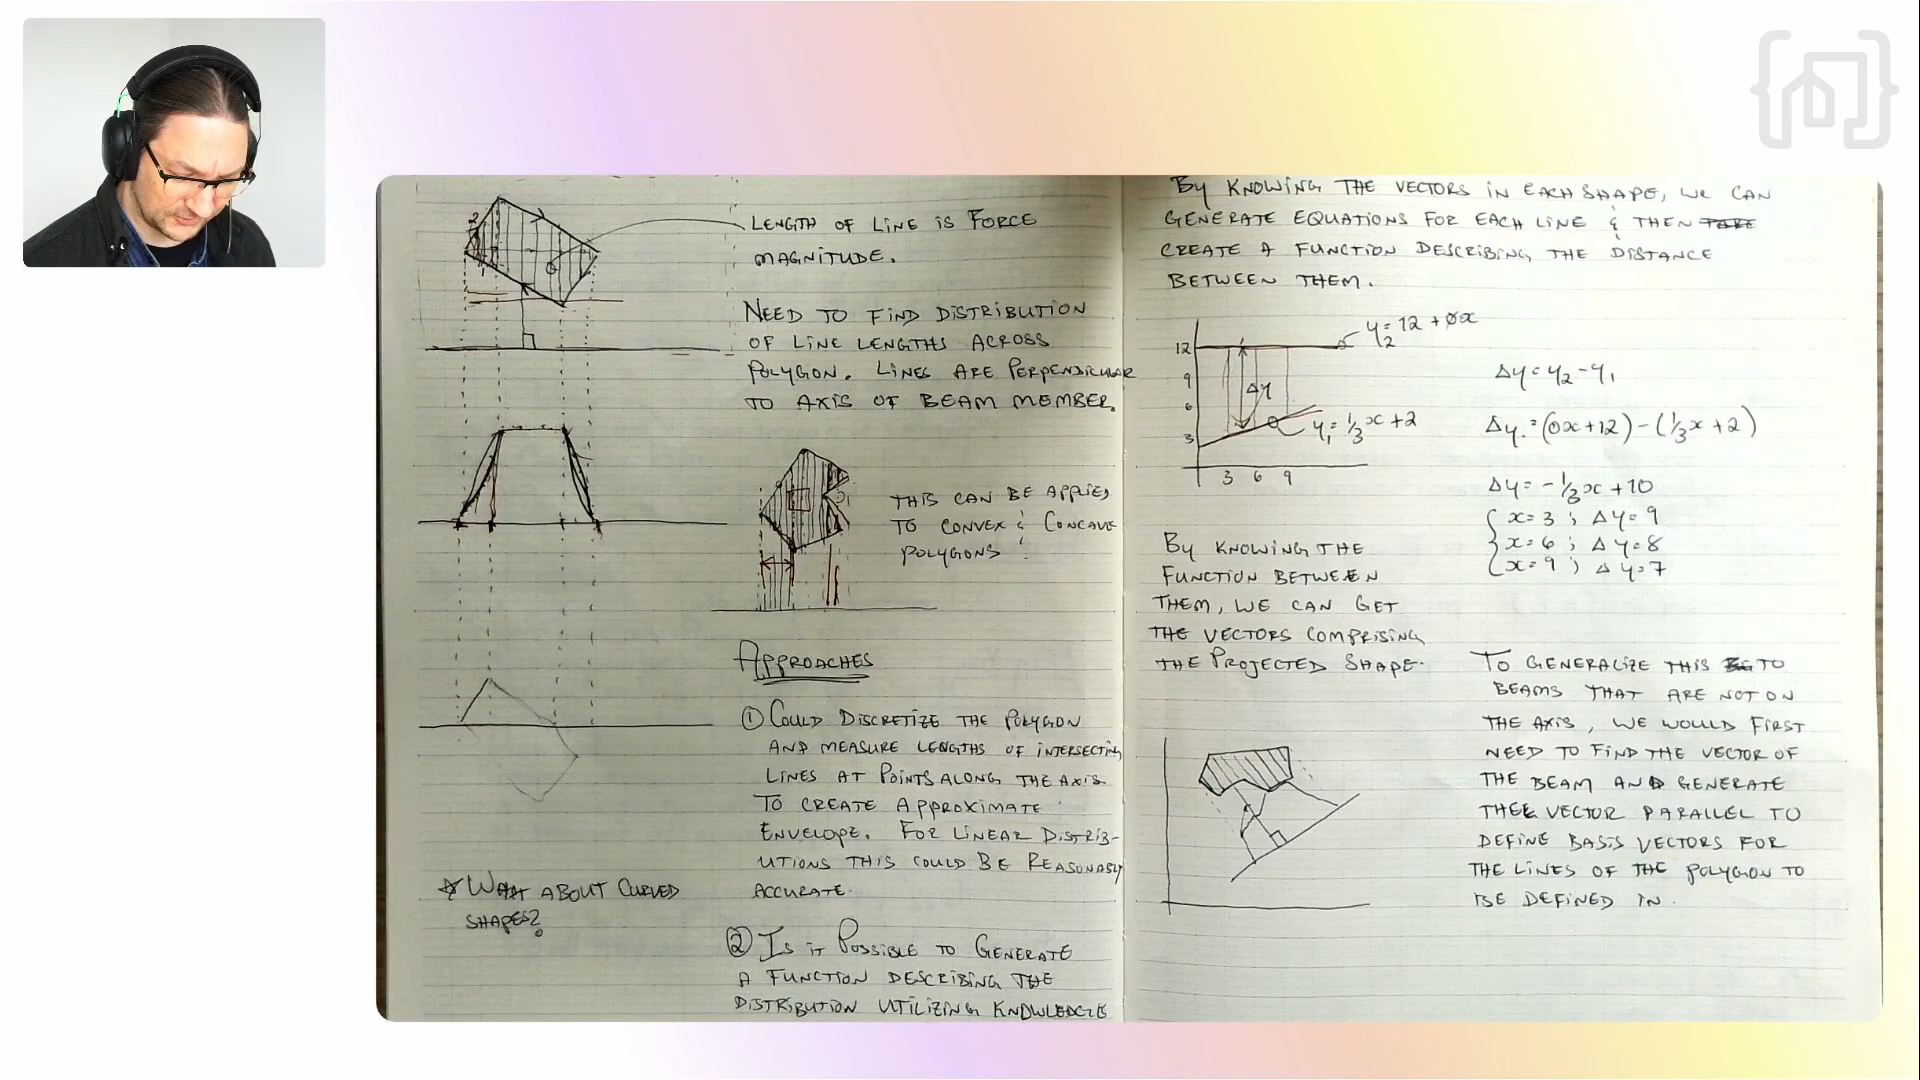 LENGTH OF LINE IS FORCE
MAGNITUDE.
NEED TO FIND DISTRIBUTION
OF LINE LENGTHS ACROSS
POLYGON. LINES ARE PERPENDICULAR
TO AXIS OF BEAM MEMBER.
THIS CAN BE APPLIED
TO CONVEX & CONCAVE
POLYGONS
APPROACHES
① COULD DISCRETIZE THE POLYGON
AND MEASURE LENGTHS OF INTERSECTING
LINES AT POINTS ALONG THE AXIS
TO CREATE APPROXIMATE
ENVELOPE. FOR LINEAR DISTRIB-
UTIONS THIS COULD BE REASONABLY
ACCURATE.
* WHAT ABOUT CURVED
SHAPES?
② IS IT POSSIBLE TO GENERATE
A FUNCTION DESCRIBING THE
DISTRIBUTION UTILIZING KNOWLEDGE
BY KNOWING THE VECTORS IN EACH SHAPE, WE CAN
GENERATE EQUATIONS FOR EACH LINE & THEN
CREATE A FUNCTION DESCRIBING THE DISTANCE
BETWEEN THEM.
y₂ = 12 + 0x
12
9
6
3
Δy
y₁ = 1/3x + 2
3 6 9
Δy = y₂ - y₁
Δy = (0x + 12) - (1/3x + 2)
Δy = -1/3x + 10
x = 3 ; Δy = 9
x = 6 ; Δy = 8
x = 9 ; Δy = 7
BY KNOWING THE
FUNCTION BETWEEN
THEM, WE CAN GET
THE VECTORS COMPRISING
THE PROJECTED SHAPE.
TO GENERALIZE THIS TO
BEAMS THAT ARE NOT ON
THE AXIS, WE WOULD FIRST
NEED TO FIND THE VECTOR OF
THE BEAM AND GENERATE
THE VECTOR PARALLEL TO
DEFINE BASIS VECTORS FOR
THE LINES OF THE POLYGON TO
BE DEFINED IN.